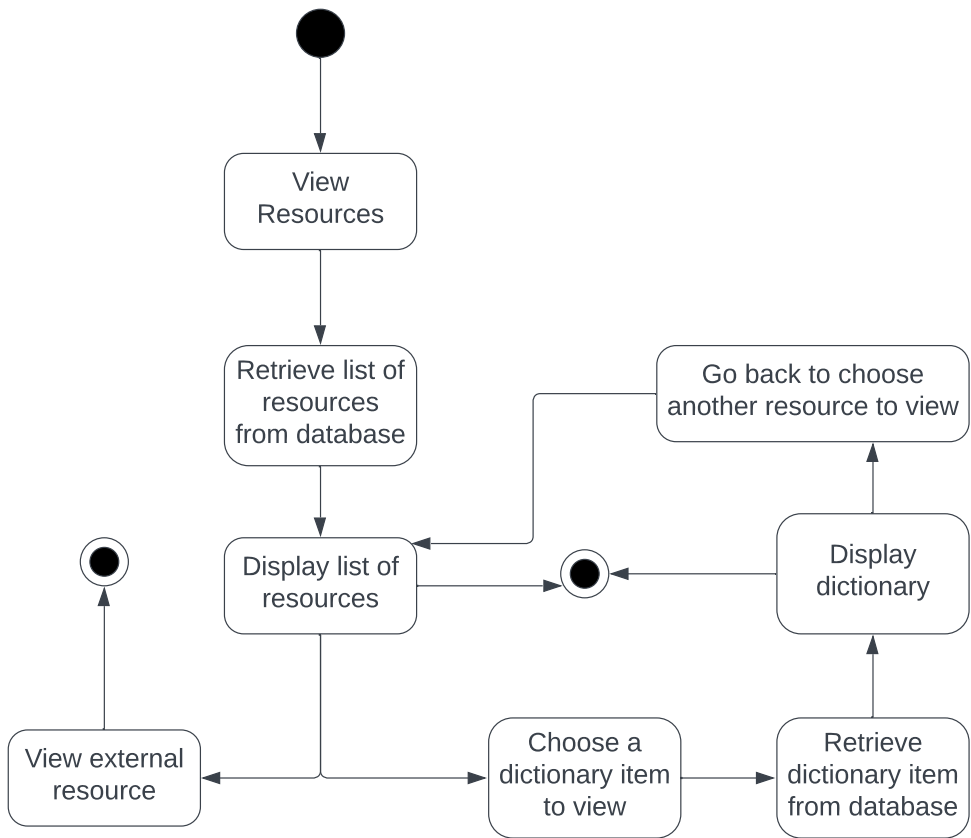 View
Resources
Retrieve list of
resources
from database
Go back to choose
another resource to view
Display list of
resources
Display
dictionary
View external
resource
Choose a
dictionary item
to view
Retrieve
dictionary item
from database